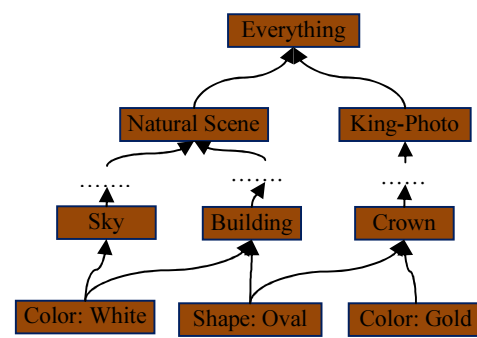 Everything
Natural Scene
King-Photo
Sky
Building
Crown
Color: White
Shape: Oval
Color: Gold